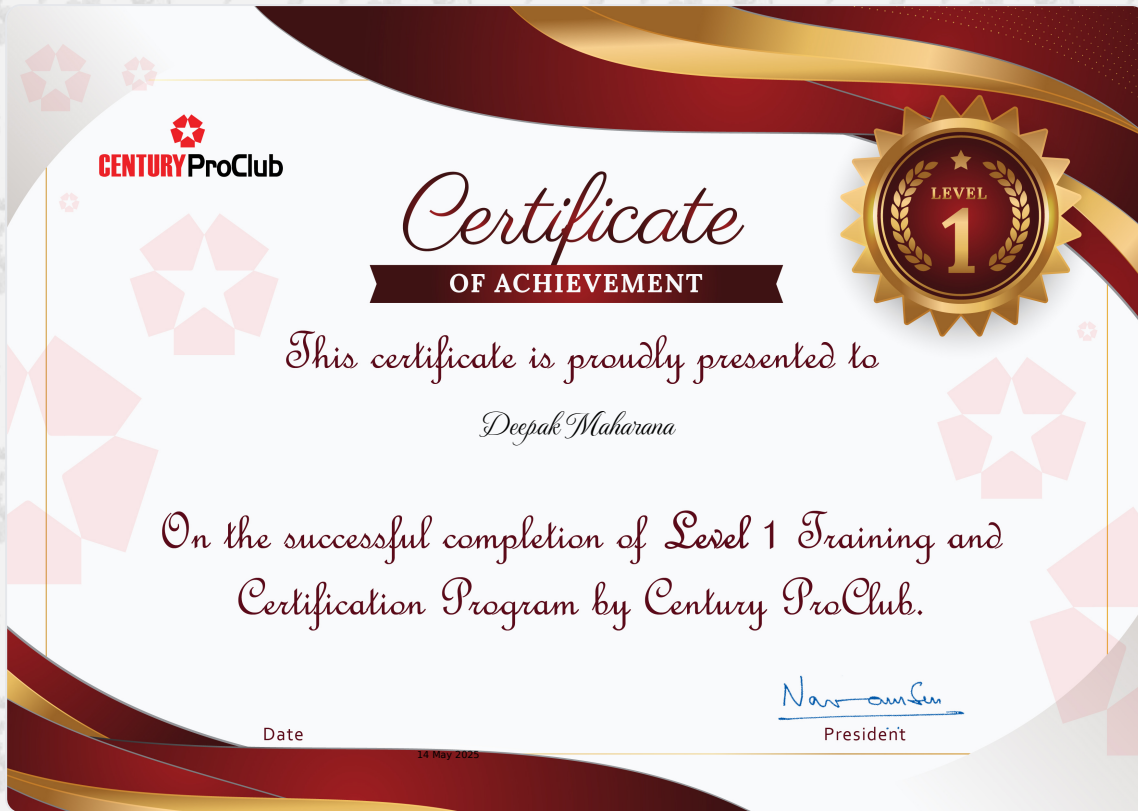 CENTURY ProClub
LEVEL
1
Certificate
OF ACHIEVEMENT
This certificate is proudly presented to
Deepak Maharana
On the successful completion of Level 1 Training and
Certification Program by Century ProClub.
Date
President
14 May 2025